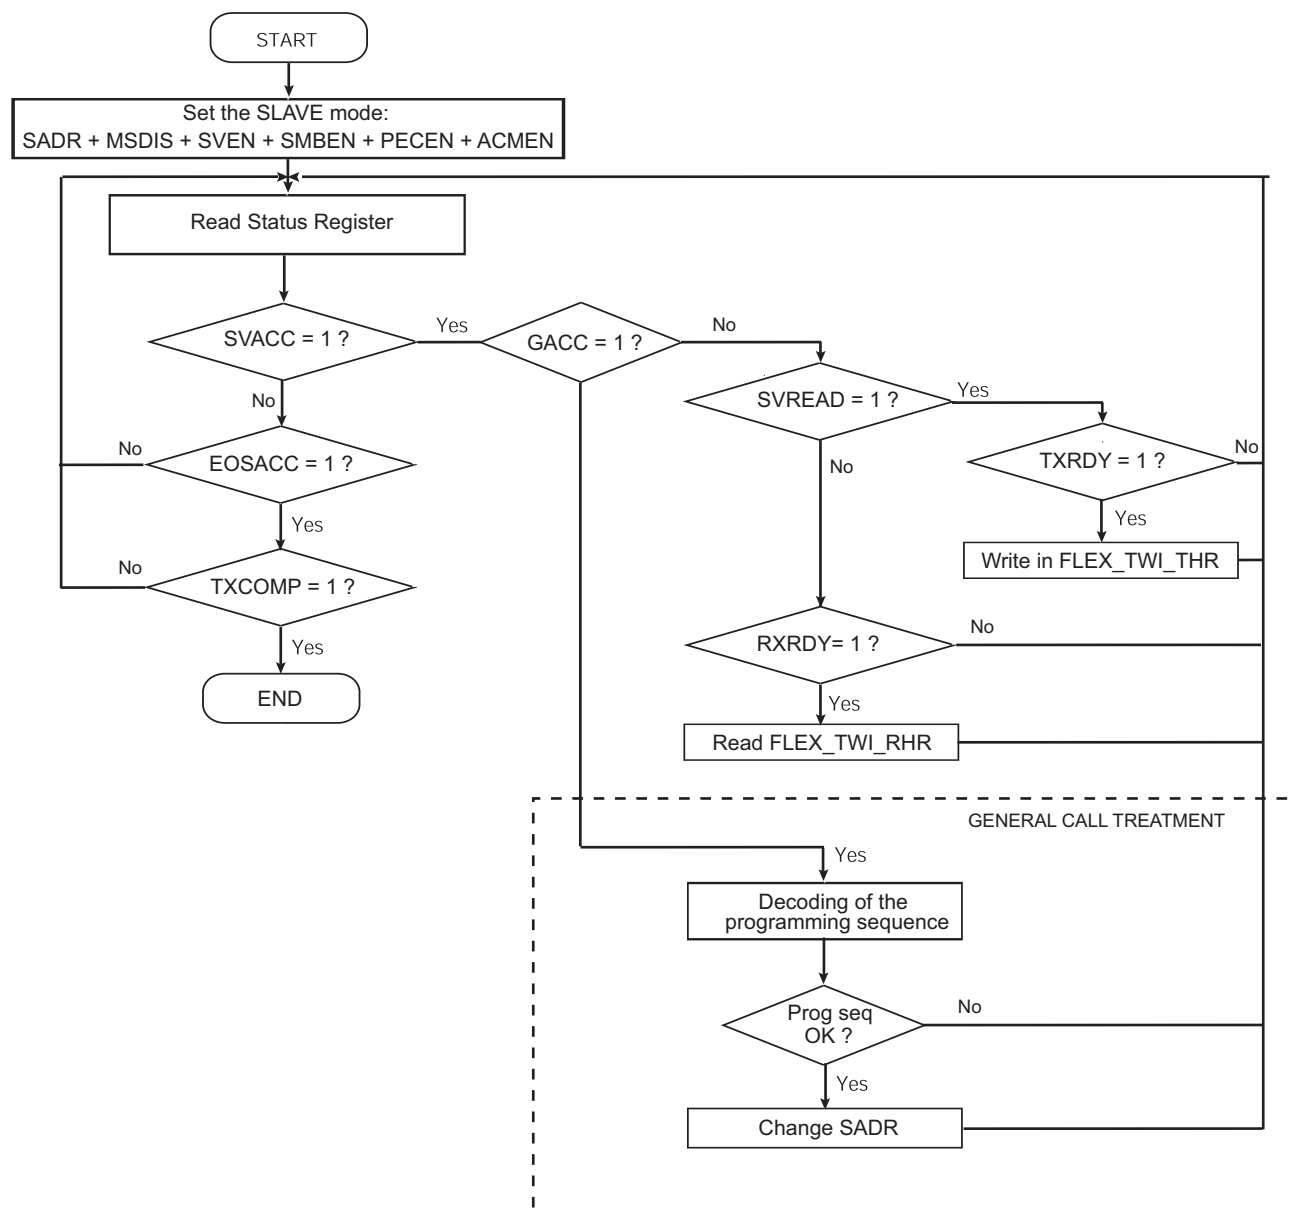 START
Set the SLAVE mode:
SADR + MSDIS + SVEN + SMBEN + PECEN + ACMEN
Read Status Register
SVACC = 1 ?
Yes
GACC = 1 ?
No
SVREAD = 1 ?
Yes
TXRDY = 1 ?
No
Yes
Write in FLEX_TWI_THR
No
EOSACC = 1 ?
No
Yes
TXCOMP = 1 ?
No
Yes
END
No
RXRDY= 1 ?
No
Yes
Read FLEX_TWI_RHR
GENERAL CALL TREATMENT
Yes
Decoding of the
programming sequence
Prog seq
OK ?
No
Yes
Change SADR